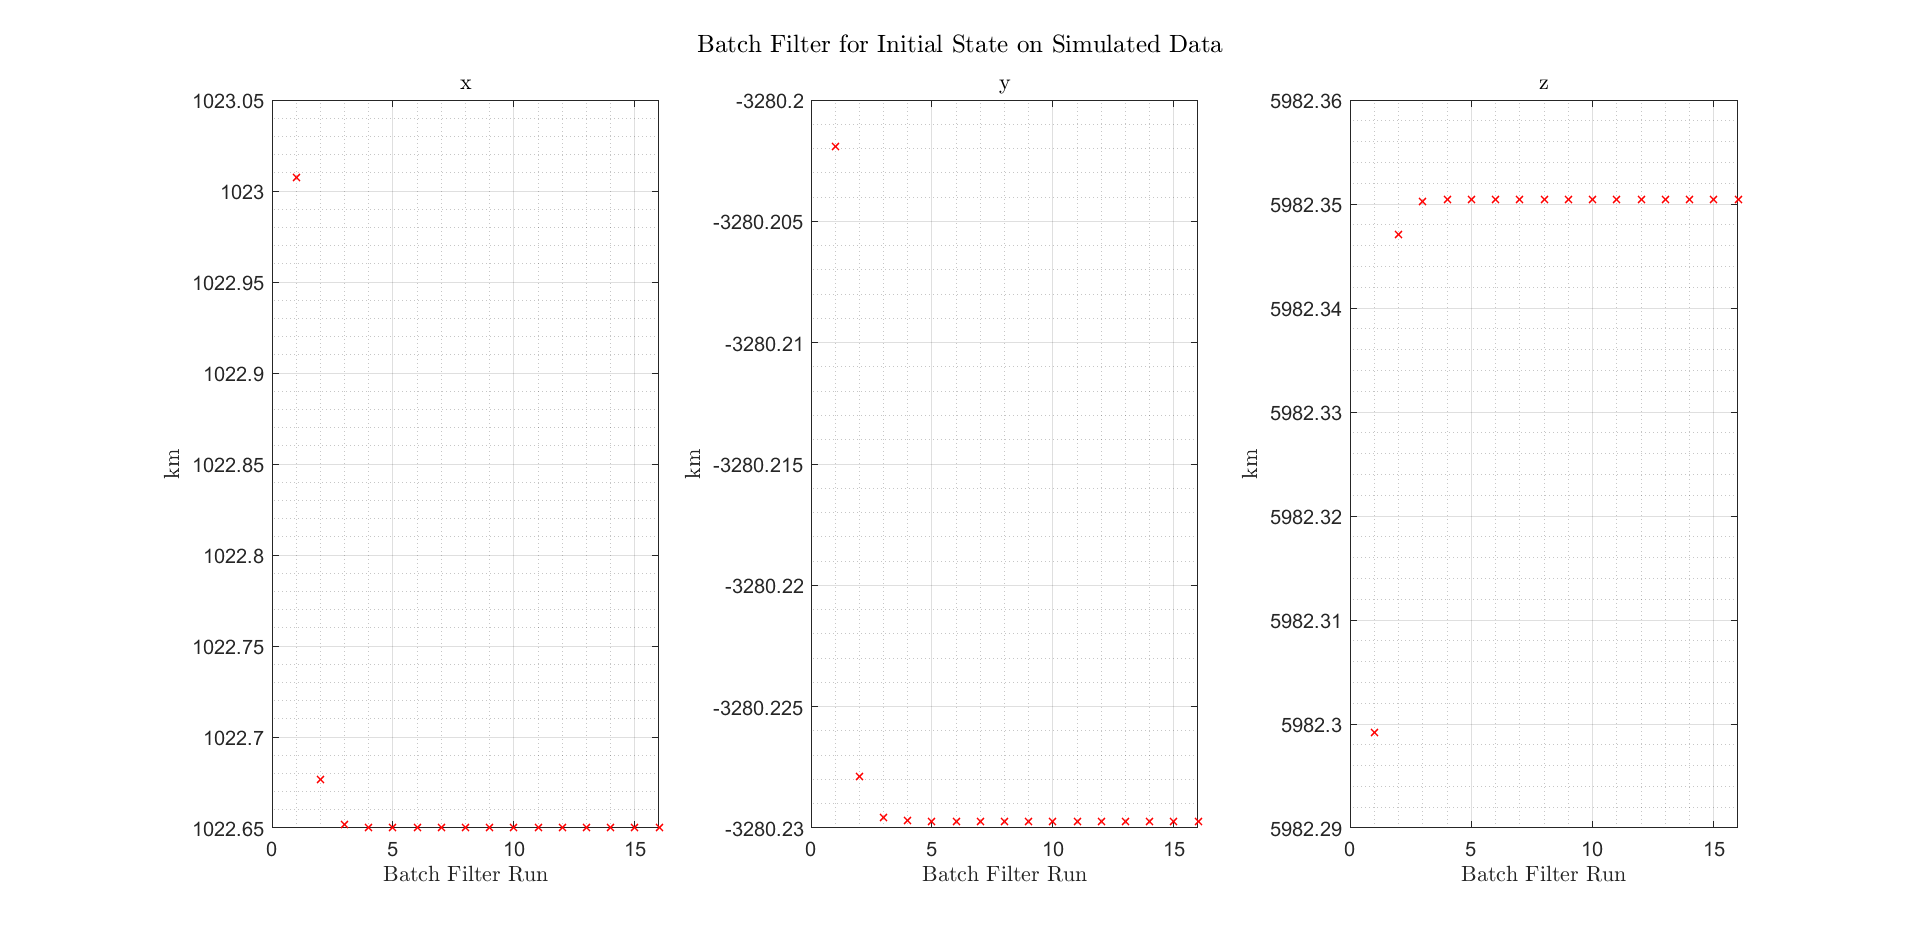 Batch Filter for Initial State on Simulated Data
x
1023.05
1023
1022.95
1022.9
1022.85
1022.8
1022.75
1022.7
1022.65
km
0 5 10 15
Batch Filter Run
y
-3280.2
-3280.205
-3280.21
-3280.215
-3280.22
-3280.225
-3280.23
km
0 5 10 15
Batch Filter Run
z
5982.36
5982.35
5982.34
5982.33
5982.32
5982.31
5982.3
5982.29
km
0 5 10 15
Batch Filter Run